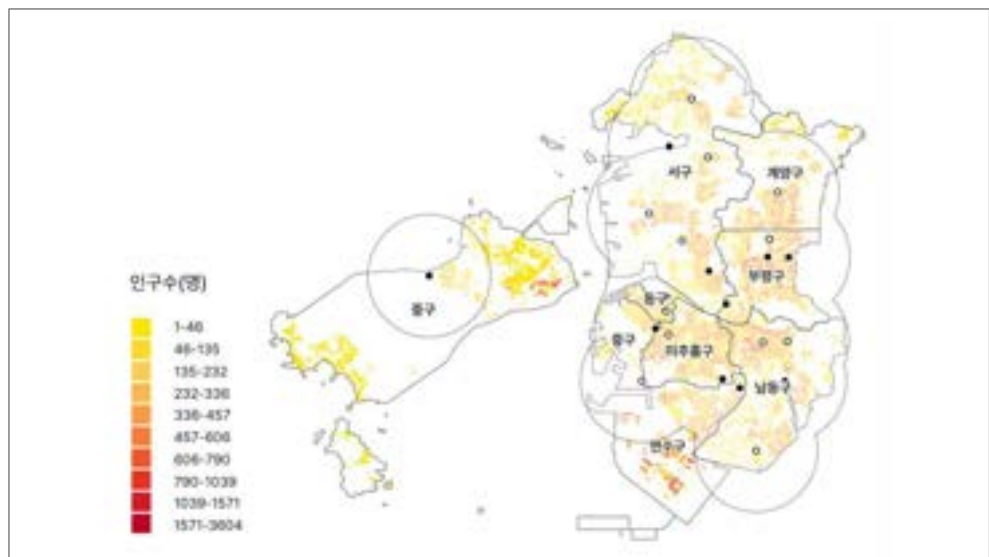 서구
계양구
부평구
인구수(명)
중구
동구
중구
미추홀구
남동구
연수구
1-46
46-135
135-232
232-336
336-457
457-606
606-790
790-1039
1039-1571
1571-3604